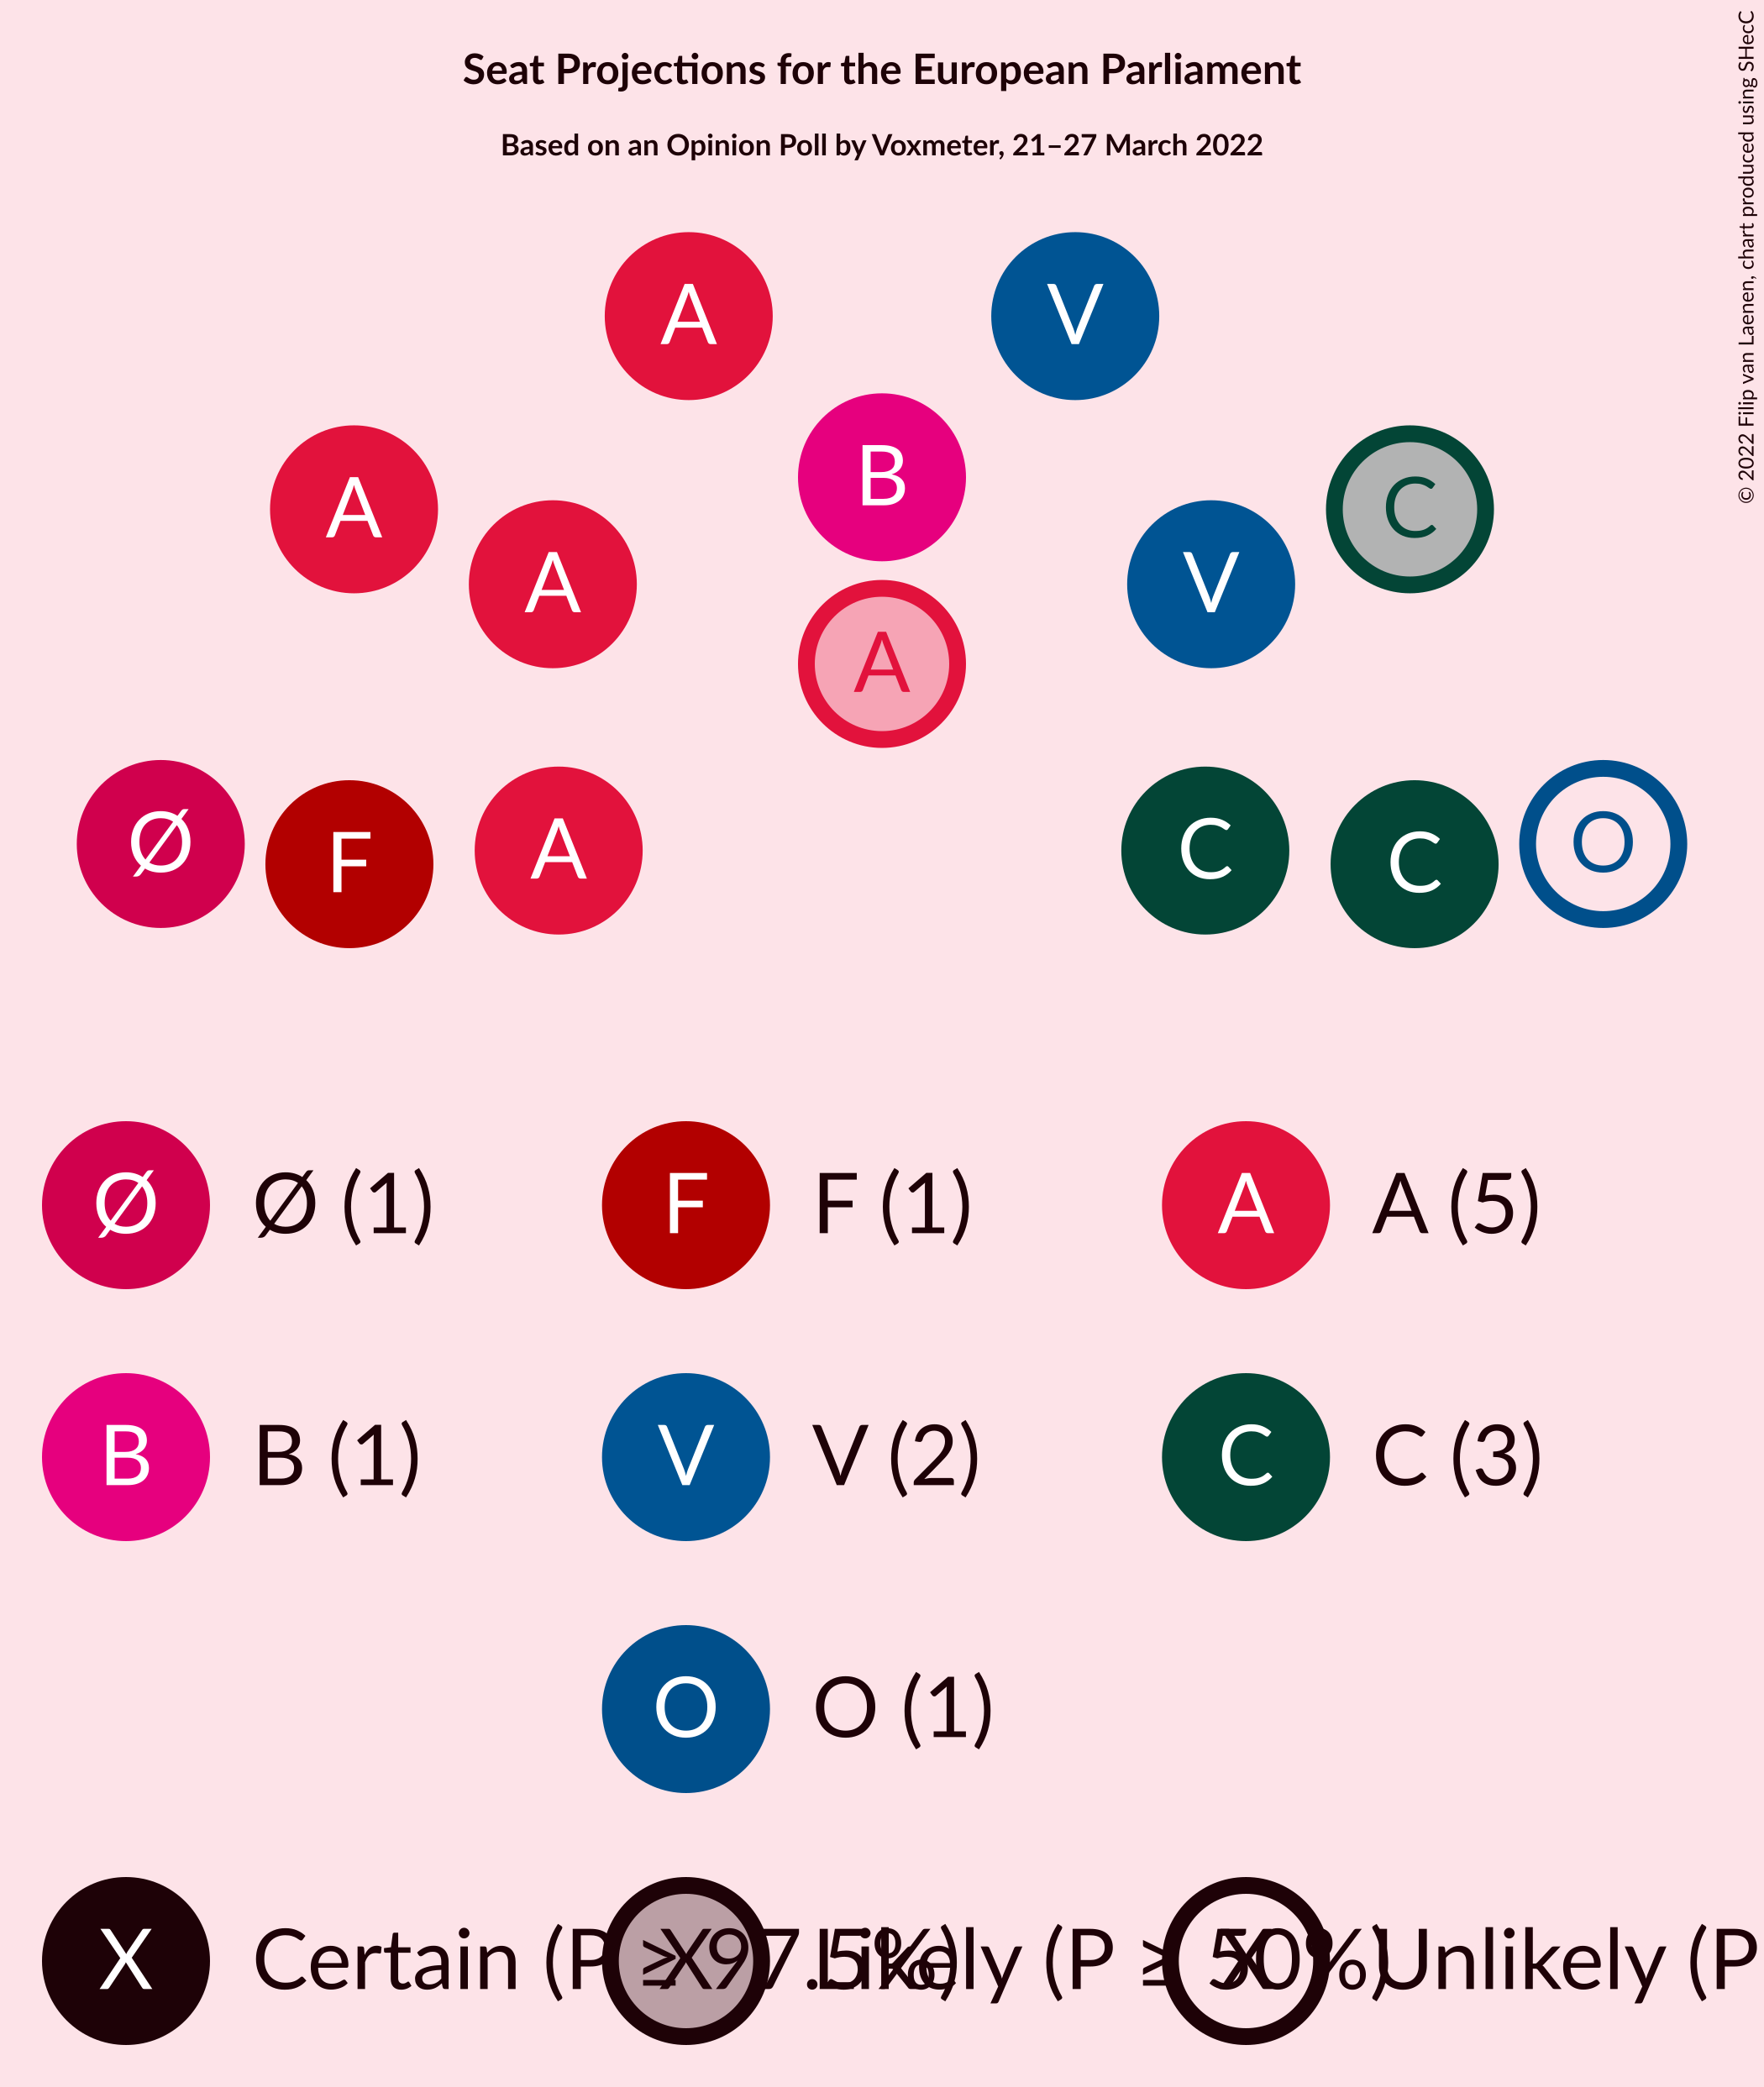 Seat Projections for the European Parliament
Based on an Opinion Poll by Voxmeter, 21–27 March 2022
© 2022 Filip van Laenen, chart produced using SHecC
A V
B
A C
A V
A
Ø O
A C
F C
Ø Ø (1) F F (1) A A (5)
B B (1) V V (2) C C (3)
O O (1)
X Certain (P ≥ 97.5%) X Likely (P ≥ 50%) X Unlikely (P